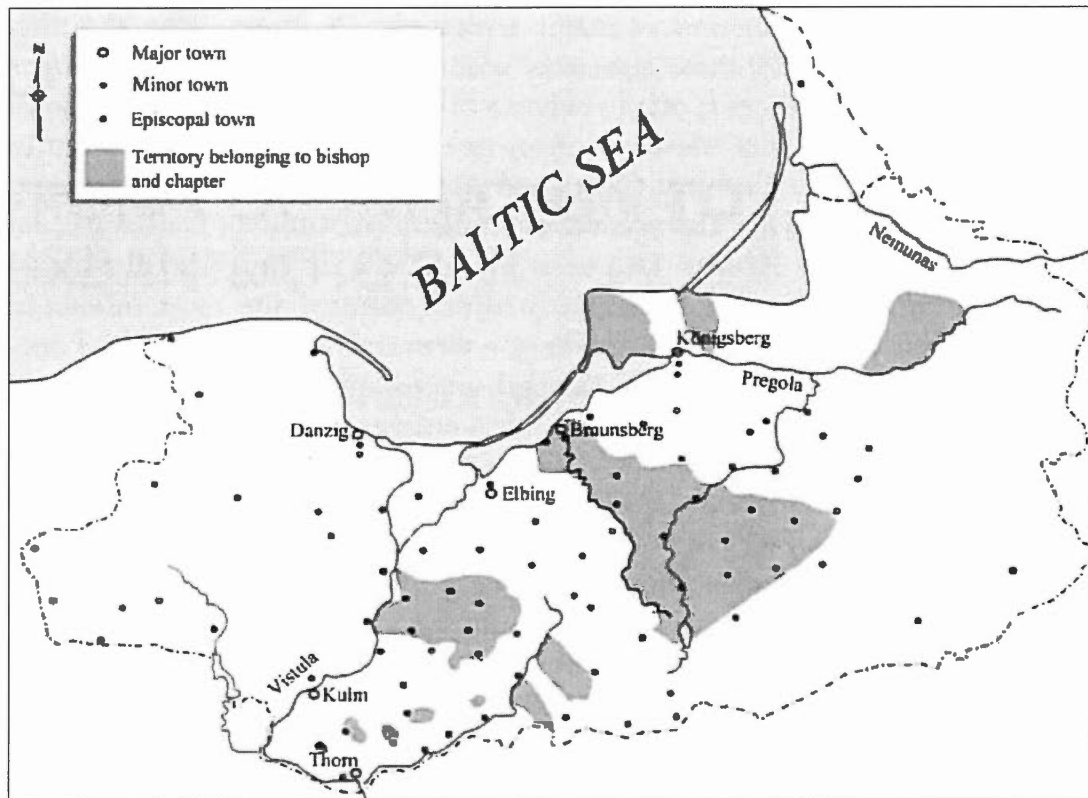 N
Major town
Minor town
Episcopal town
Territory belonging to bishop
and chapter
BALTIC SEA
Nemunas
Königsberg
Pregola
Danzig
Braunsberg
Elbing
Vistula
Kulm
Thorn